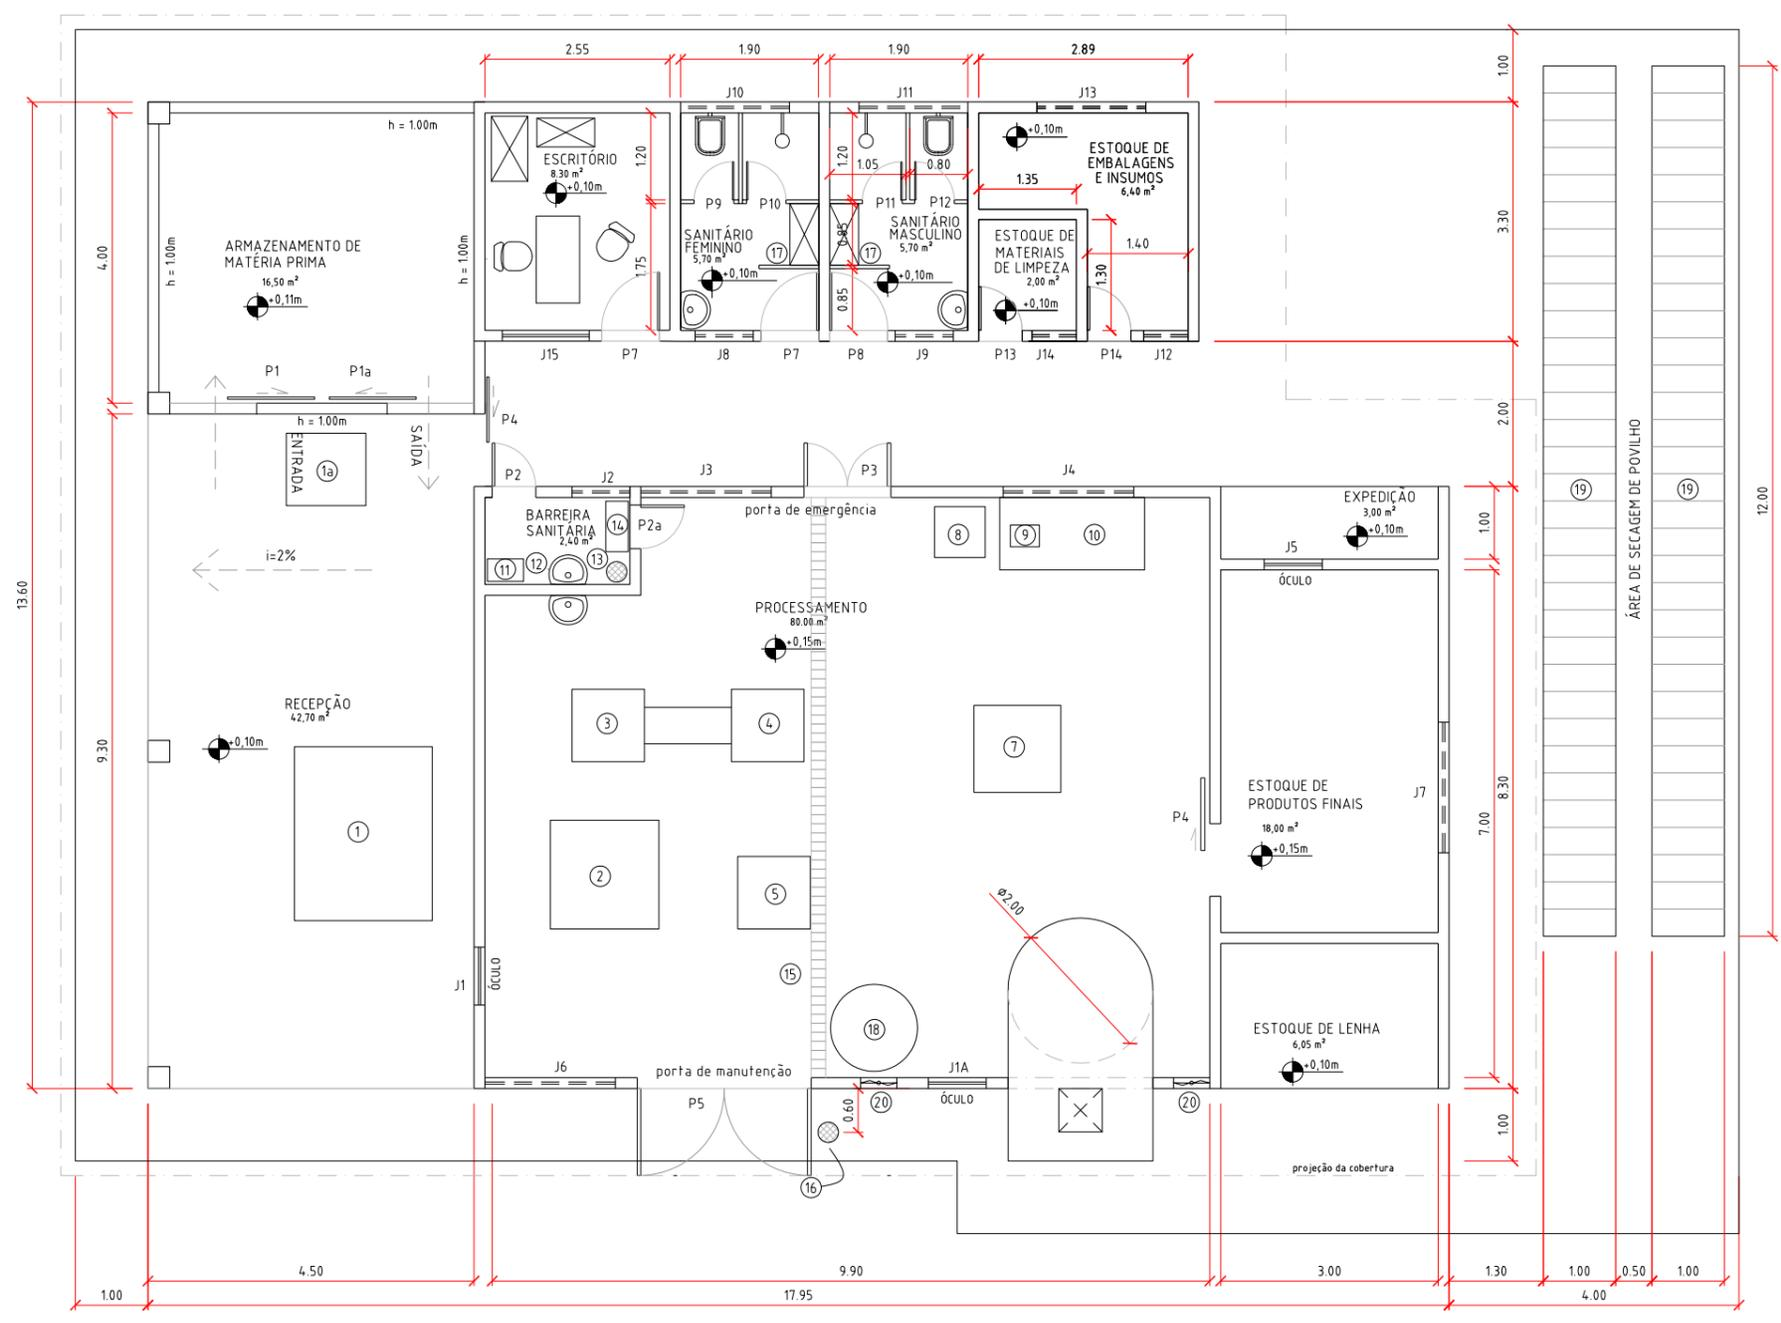 2.55
1.90
1.90
2.89
1.00
J10
J11
J13
h = 1.00m
+0,10m
ESCRITÓRIO
8.30 m²
+0,10m
1.20
1.20
1.05
0.80
ESTOQUE DE
EMBALAGENS
E INSUMOS
6,40 m²
1.35
P9
P10
P11
P12
SANITÁRIO
FEMININO
5,70 m²
+0,10m
17
SANITÁRIO
MASCULINO
5,70 m²
+0,10m
17
0.85
0.85
1.75
ESTOQUE DE
MATERIAIS
DE LIMPEZA
2,00 m²
+0,10m
1.30
1.40
3.30
4.00
h = 1.00m
h = 1.00m
ARMAZENAMENTO DE
MATÉRIA PRIMA
16,50 m²
+0,11m
J15
P7
J8
P7
P8
J9
P13
J14
P14
J12
P1
P1a
h = 1.00m
P4
2.00
ENTRADA
1a
SAÍDA
P2
J2
J3
P3
J4
porta de emergência
EXPEDIÇÃO
3,00 m²
+0,10m
1.00
19
19
ÁREA DE SECAGEM DE POVILHO
12.00
BARREIRA
SANITÁRIA
2,40 m²
14
P2a
11
12
13
8
9
10
J5
ÓCULO
i=2%
13.60
PROCESSAMENTO
80.00 m²
+0,15m
RECEPÇÃO
42,70 m²
+0,10m
9.30
3
4
7
1
2
5
P4
ESTOQUE DE
PRODUTOS FINAIS
18,00 m²
+0,15m
J7
7.00
8.30
ø2.00
15
J1
ÓCULO
18
ESTOQUE DE LENHA
6,05 m²
+0,10m
J6
porta de manutenção
J1A
ÓCULO
P5
0.60
20
20
1.00
16
projeção da cobertura
4.50
9.90
3.00
1.30
1.00
0.50
1.00
1.00
17.95
4.00